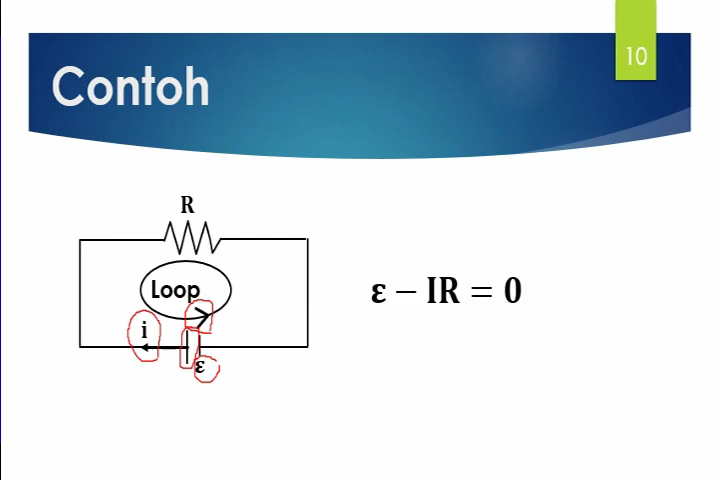 10
Contoh
R
Loop
i
ε
ε − IR = 0